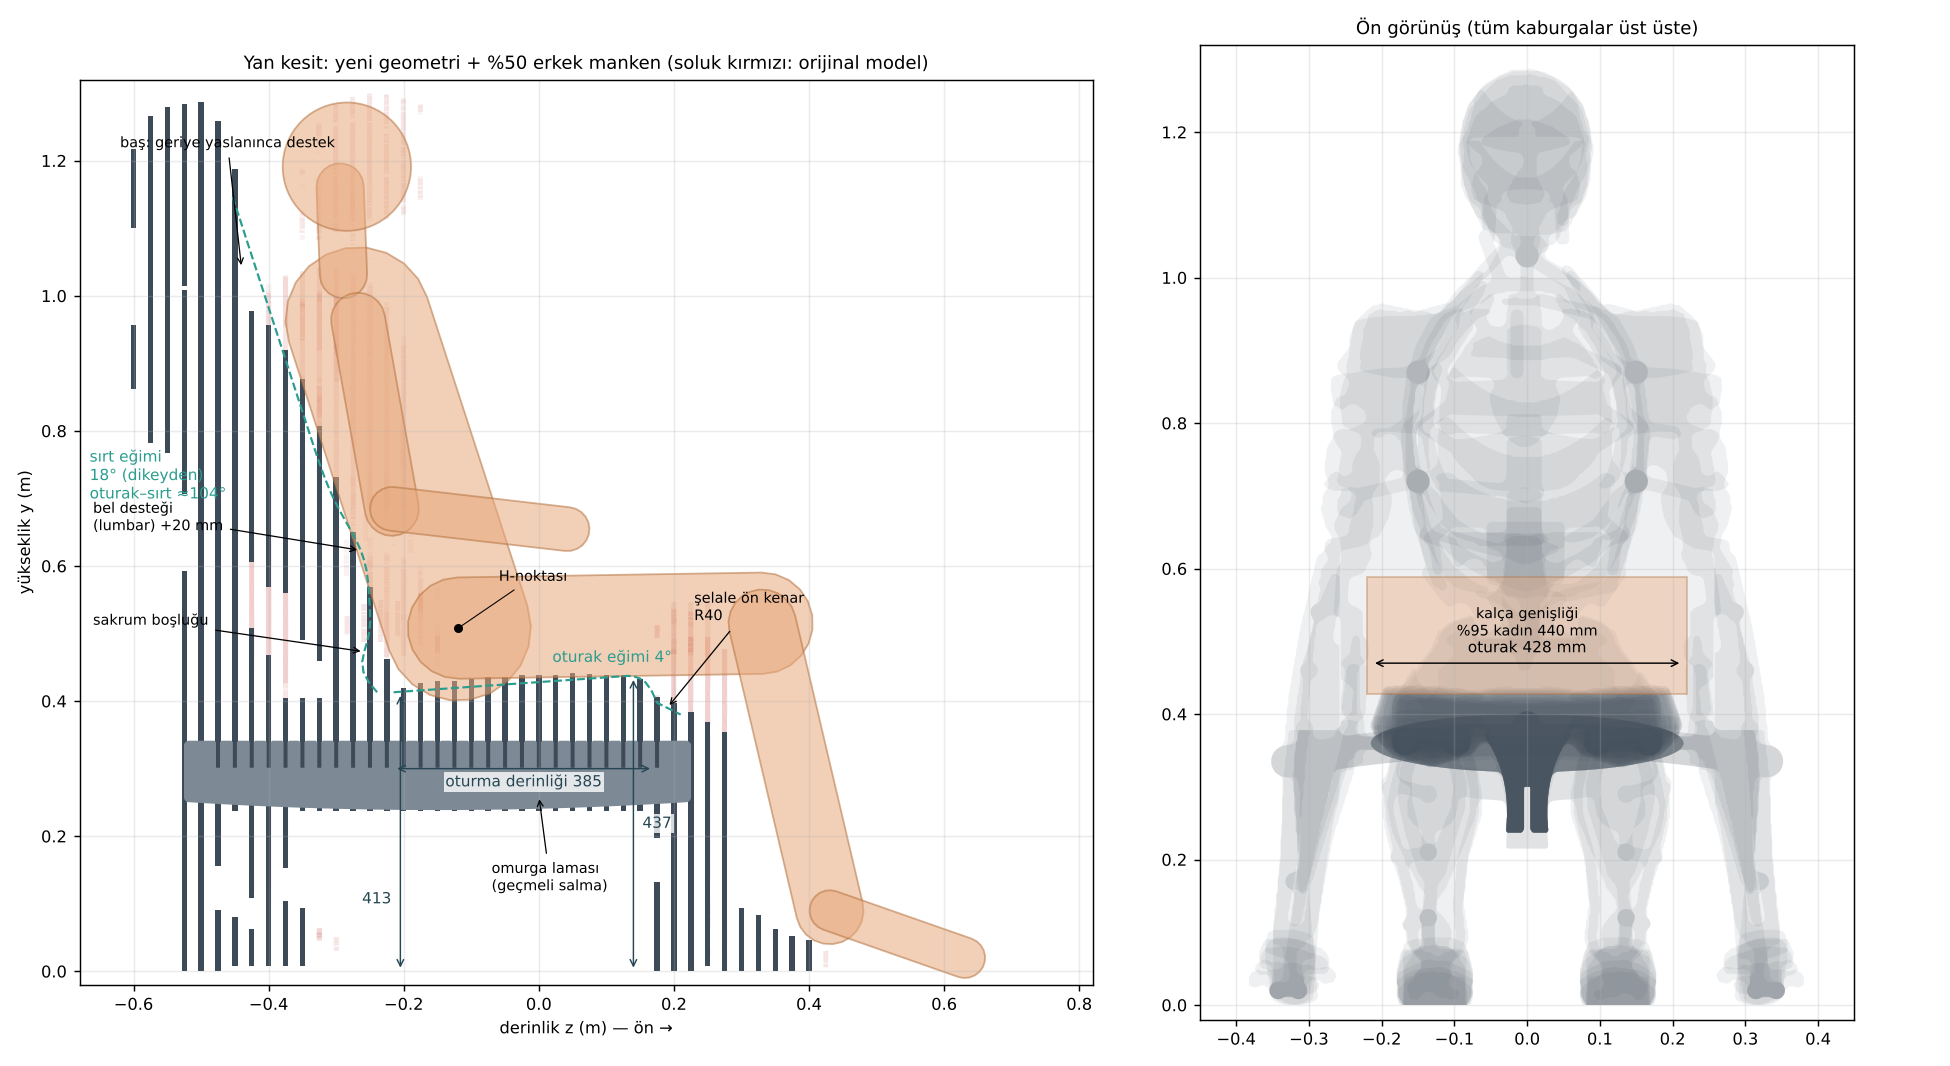 Yan kesit: yeni geometri + %50 erkek manken (soluk kırmızı: orijinal model)
baş: geriye yaslanınca destek
sırt eğimi
18° (dikeyden)
oturak–sırt ≈104°
bel desteği
(lumbar) +20 mm
H-noktası
şelale ön kenar
R40
sakrum boşluğu
oturak eğimi 4°
oturma derinliği 385
437
omurga laması
(geçmeli salma)
413
yükseklik y (m)
1.2
1.0
0.8
0.6
0.4
0.2
0.0
−0.6
−0.4
−0.2
0.0
0.2
0.4
0.6
0.8
derinlik z (m) — ön →
Ön görünüş (tüm kaburgalar üst üste)
kalça genişliği
%95 kadın 440 mm
oturak 428 mm
1.2
1.0
0.8
0.6
0.4
0.2
0.0
−0.4
−0.3
−0.2
−0.1
0.0
0.1
0.2
0.3
0.4